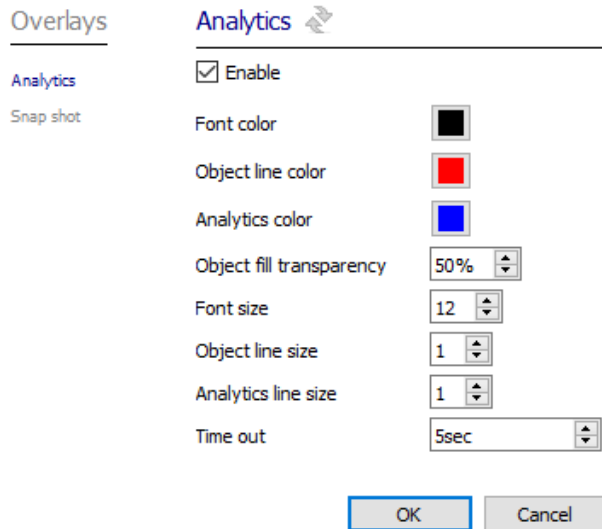 Overlays
Analytics
Snap shot
Analytics
Enable
Font color
Object line color
Analytics color
Object fill transparency 50%
Font size 12
Object line size 1
Analytics line size 1
Time out 5sec
OK Cancel